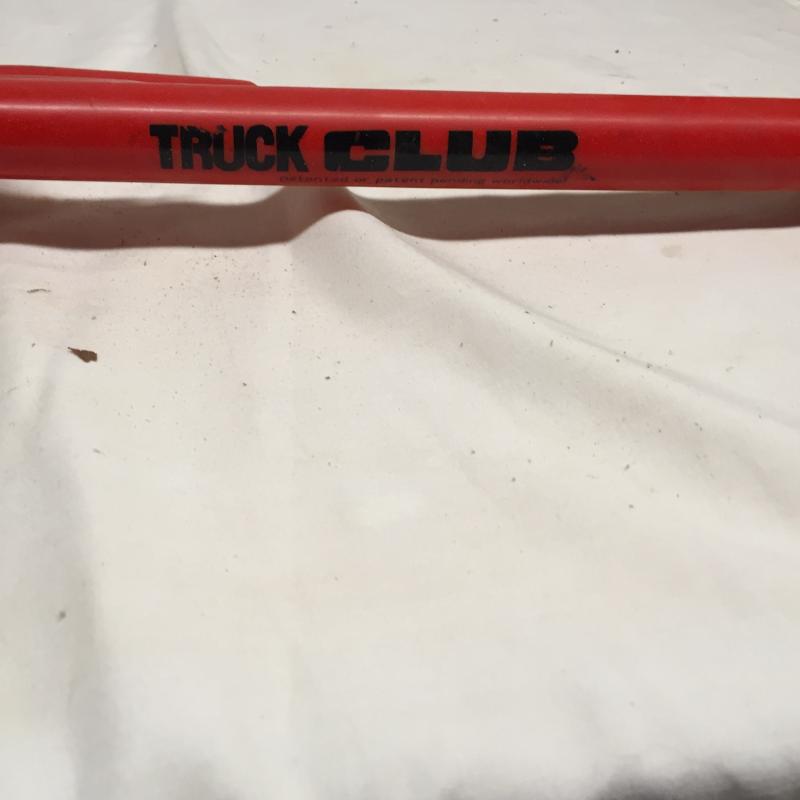 TRUCK CLUB
patented or patent pending worldwide